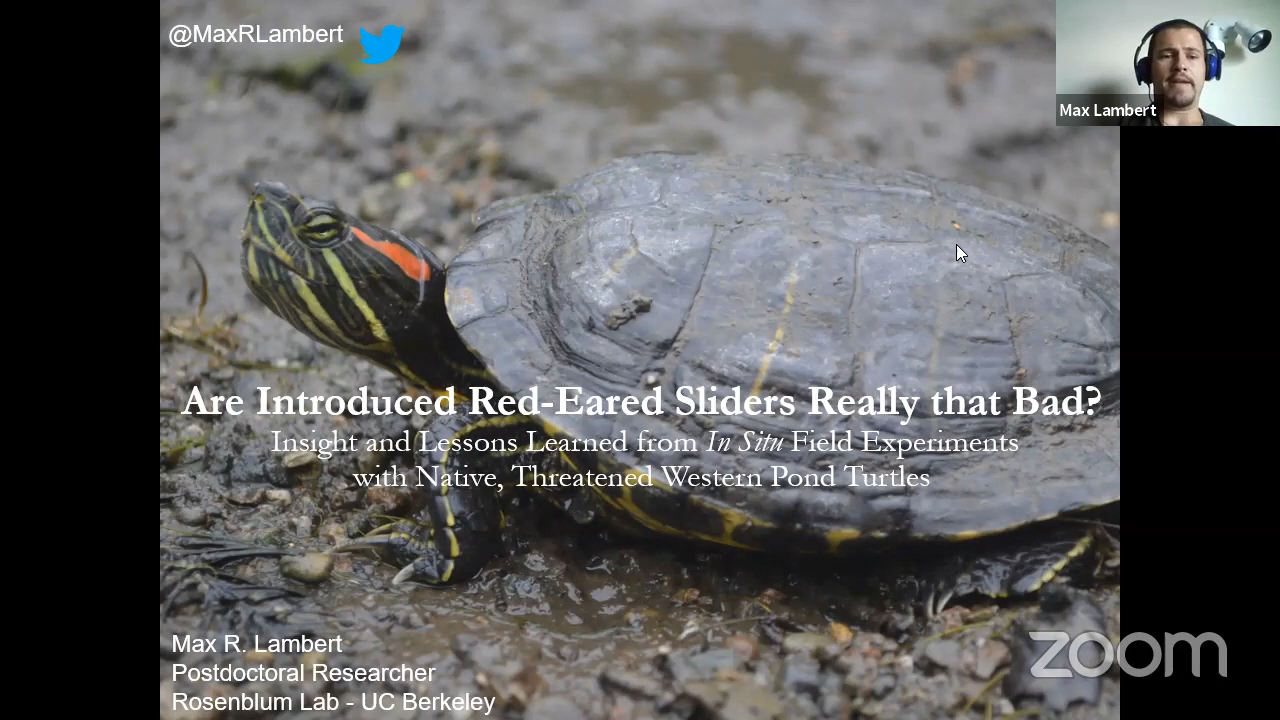 @MaxRLambert
Max Lambert
Are Introduced Red-Eared Sliders Really that Bad?
Insight and Lessons Learned from In Situ Field Experiments
with Native, Threatened Western Pond Turtles
Max R. Lambert
Postdoctoral Researcher
Rosenblum Lab - UC Berkeley
zoom